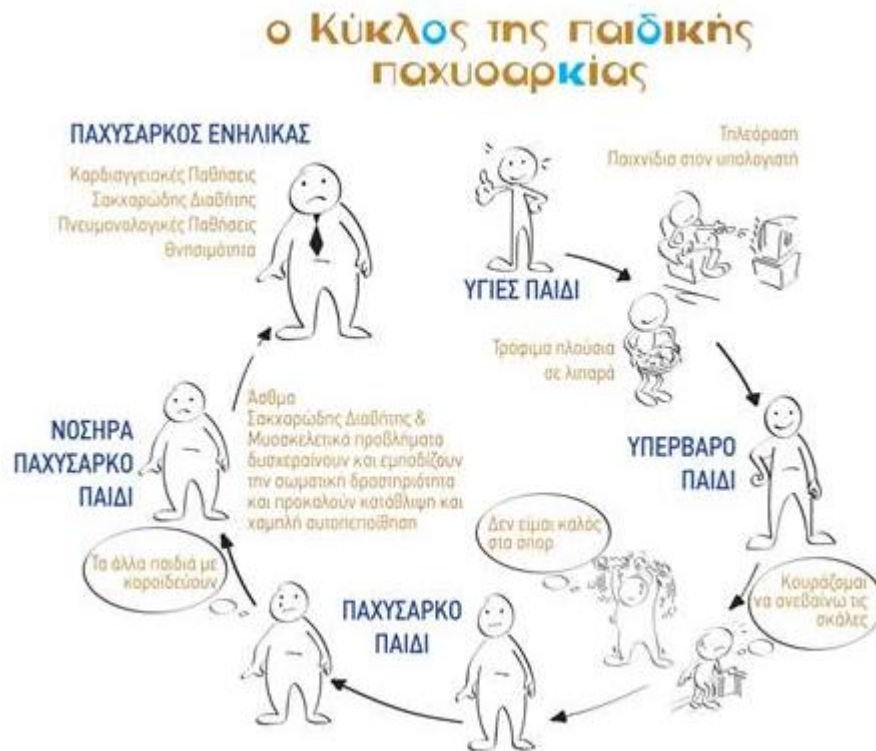 ο Κύκλος της παιδικής
παχυσαρκίας
ΠΑΧΥΣΑΡΚΟΣ ΕΝΗΛΙΚΑΣ
Καρδιαγγειακές Παθήσεις
Σακχαρώδης Διαβήτης
Πνευμονολογικές Παθήσεις
Θνησιμότητα
Τηλεόραση
Παιχνίδια στον υπολογιστή
ΥΓΙΕΣ ΠΑΙΔΙ
Τρόφιμα πλούσια
σε λιπαρά
ΥΠΕΡΒΑΡΟ
ΠΑΙΔΙ
Κουράζομαι
να ανεβαίνω τις
σκάλες
Δεν είμαι καλός
στα σπορ
ΠΑΧΥΣΑΡΚΟ
ΠΑΙΔΙ
Τα άλλα παιδιά με
κοροιδεύουν
ΝΟΣΗΡΑ
ΠΑΧΥΣΑΡΚΟ
ΠΑΙΔΙ
Άσθμα
Σακχαρώδης Διαβήτης &
Μυοσκελετικά προβλήματα
δυσχεραίνουν και εμποδίζουν
την σωματική δραστηριότητα
και προκαλούν κατάθλιψη και
χαμηλή αυτοπεποίθηση